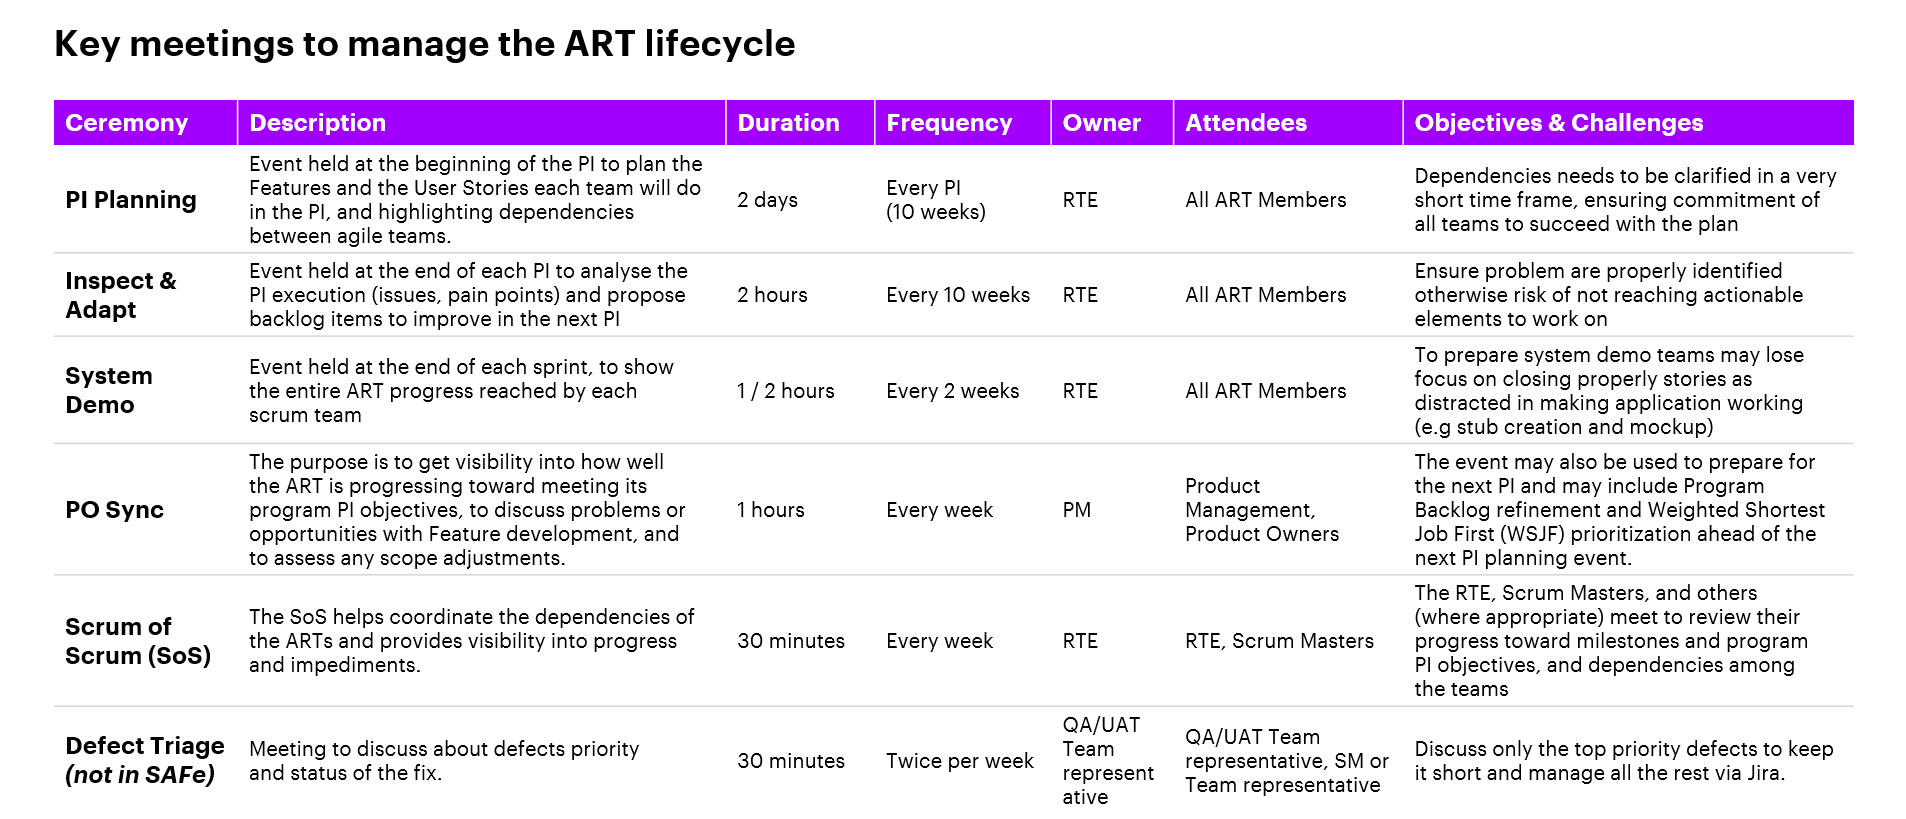 Key meetings to manage the ART lifecycle
Ceremony
Description
Duration
Frequency
Owner
Attendees
Objectives & Challenges
PI Planning
Event held at the beginning of the PI to plan the
Features and the User Stories each team will do
in the PI, and highlighting dependencies
between agile teams.
2 days
Every PI
(10 weeks)
RTE
All ART Members
Dependencies needs to be clarified in a very
short time frame, ensuring commitment of
all teams to succeed with the plan
Inspect &
Adapt
Event held at the end of each PI to analyse the
PI execution (issues, pain points) and propose
backlog items to improve in the next PI
2 hours
Every 10 weeks
RTE
All ART Members
Ensure problem are properly identified
otherwise risk of not reaching actionable
elements to work on
System
Demo
Event held at the end of each sprint, to show
the entire ART progress reached by each
scrum team
1 / 2 hours
Every 2 weeks
RTE
All ART Members
To prepare system demo teams may lose
focus on closing properly stories as
distracted in making application working
(e.g stub creation and mockup)
PO Sync
The purpose is to get visibility into how well
the ART is progressing toward meeting its
program PI objectives, to discuss problems or
opportunities with Feature development, and
to assess any scope adjustments.
1 hours
Every week
PM
Product
Management,
Product Owners
The event may also be used to prepare for
the next PI and may include Program
Backlog refinement and Weighted Shortest
Job First (WSJF) prioritization ahead of the
next PI planning event.
Scrum of
Scrum (SoS)
The SoS helps coordinate the dependencies of
the ARTs and provides visibility into progress
and impediments.
30 minutes
Every week
RTE
RTE, Scrum Masters
The RTE, Scrum Masters, and others
(where appropriate) meet to review their
progress toward milestones and program
PI objectives, and dependencies among
the teams
Defect Triage
(not in SAFe)
Meeting to discuss about defects priority
and status of the fix.
30 minutes
Twice per week
QA/UAT
Team
represent
ative
QA/UAT Team
representative, SM or
Team representative
Discuss only the top priority defects to keep
it short and manage all the rest via Jira.